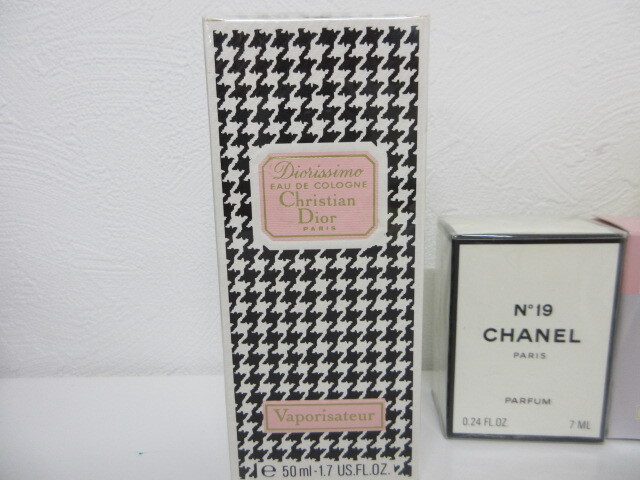 Diorissimo
EAU DE COLOGNE
Christian
Dior
PARIS
Vaporisateur
e 50 ml-1.7 US.FL.OZ.
N°19
CHANEL
PARIS
PARFUM
0.24 FL.OZ. 7 ML